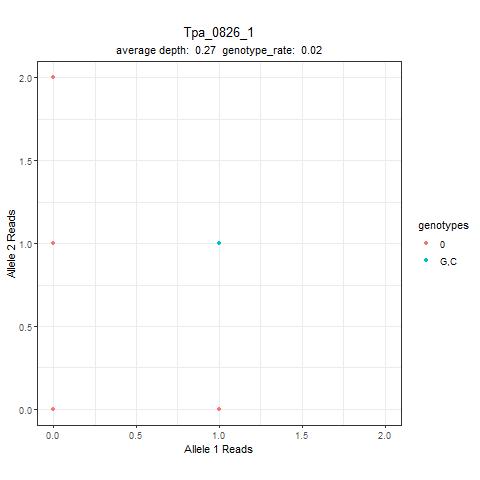 Tpa_0826_1
average depth:  0.27  genotype_rate:  0.02
2.0
1.5
1.0
0.5
0.0
Allele 2 Reads
0.0 0.5 1.0 1.5 2.0
Allele 1 Reads
genotypes
0
G,C